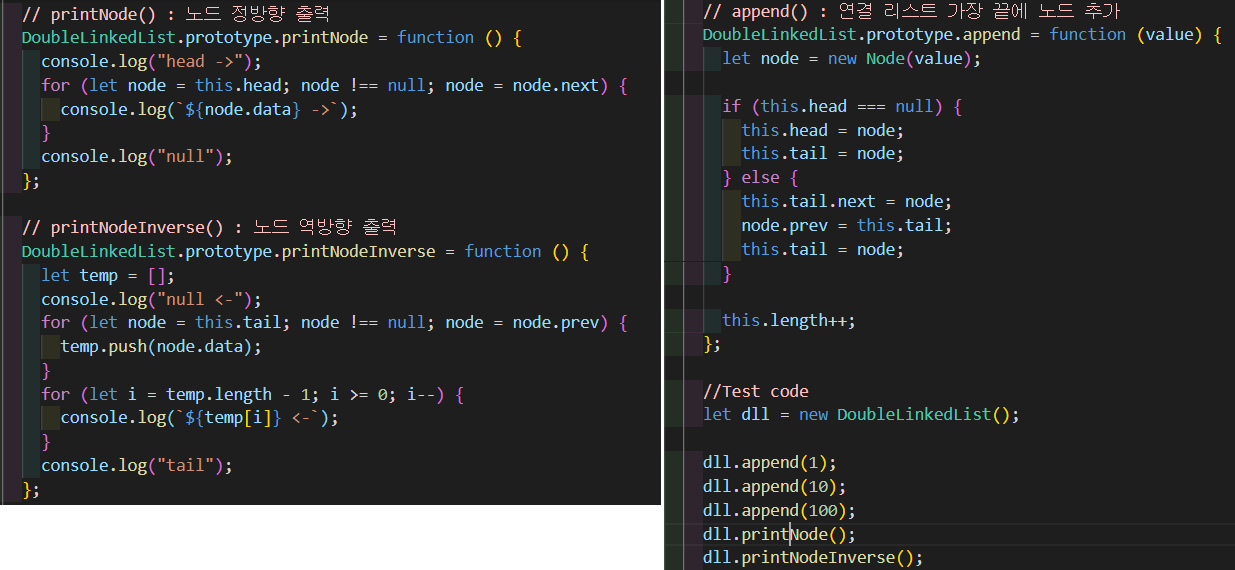 // printNode() : 노드 정방향 출력
DoubleLinkedList.prototype.printNode = function () {
  console.log("head ->");
  for (let node = this.head; node !== null; node = node.next) {
    console.log(`${node.data} ->`);
  }
  console.log("null");
};

// printNodeInverse() : 노드 역방향 출력
DoubleLinkedList.prototype.printNodeInverse = function () {
  let temp = [];
  console.log("null <-");
  for (let node = this.tail; node !== null; node = node.prev) {
    temp.push(node.data);
  }
  for (let i = temp.length - 1; i >= 0; i--) {
    console.log(`${temp[i]} <-`);
  }
  console.log("tail");
};

// append() : 연결 리스트 가장 끝에 노드 추가
DoubleLinkedList.prototype.append = function (value) {
  let node = new Node(value);

  if (this.head === null) {
    this.head = node;
    this.tail = node;
  } else {
    this.tail.next = node;
    node.prev = this.tail;
    this.tail = node;
  }

  this.length++;
};

//Test code
let dll = new DoubleLinkedList();

dll.append(1);
dll.append(10);
dll.append(100);
dll.printNode();
dll.printNodeInverse();